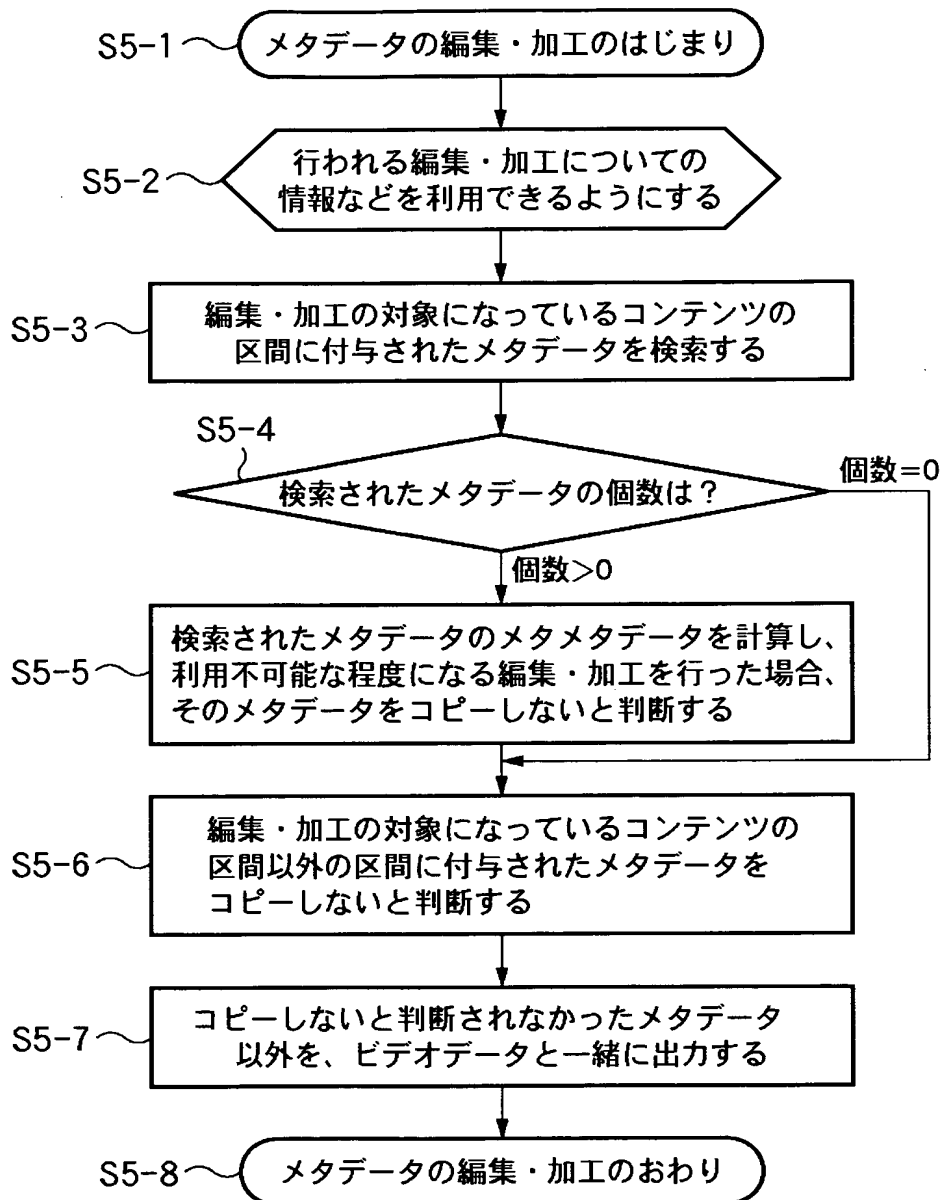 S5-1
メタデータの編集・加工のはじまり
S5-2
行われる編集・加工についての
情報などを利用できるようにする
S5-3
編集・加工の対象になっているコンテンツの
区間に付与されたメタデータを検索する
S5-4
検索されたメタデータの個数は？
個数=0
個数>0
S5-5
検索されたメタデータのメタメタデータを計算し、
利用不可能な程度になる編集・加工を行った場合、
そのメタデータをコピーしないと判断する
S5-6
編集・加工の対象になっているコンテンツの
区間以外の区間に付与されたメタデータを
コピーしないと判断する
S5-7
コピーしないと判断されなかったメタデータ
以外を、ビデオデータと一緒に出力する
S5-8
メタデータの編集・加工のおわり